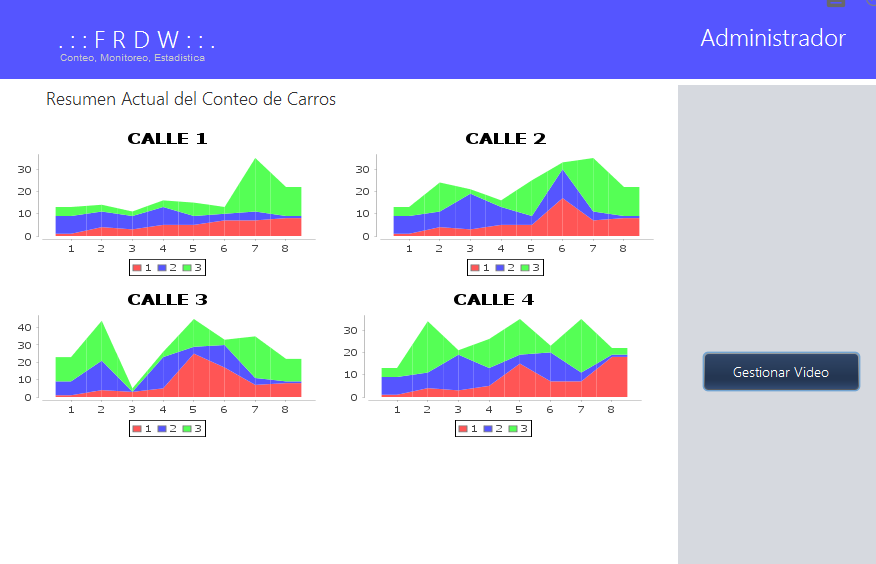 .::FRDW::.
Conteo, Monitoreo, Estadística
Administrador
Resumen Actual del Conteo de Carros
CALLE 1
30
20
10
0
1 2 3 4 5 6 7 8
1 2 3
CALLE 2
30
20
10
0
1 2 3 4 5 6 7 8
1 2 3
CALLE 3
40
30
20
10
0
1 2 3 4 5 6 7 8
1 2 3
CALLE 4
30
20
10
0
1 2 3 4 5 6 7 8
1 2 3
Gestionar Video